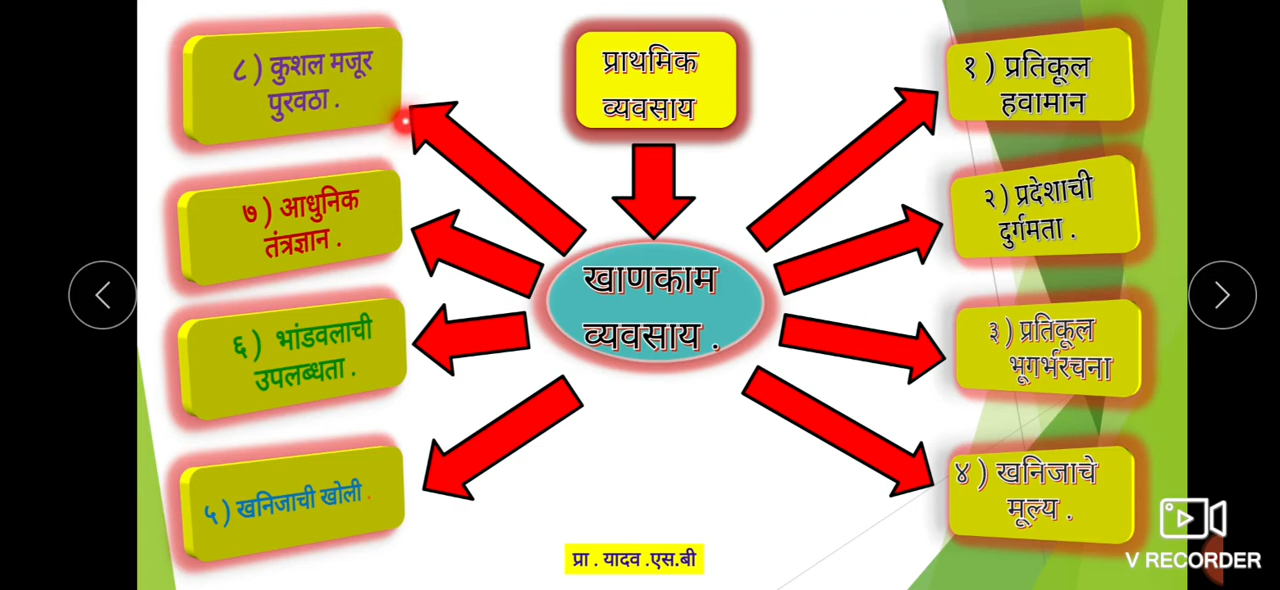 प्राथमिक
व्यवसाय
खाणकाम
व्यवसाय .
१ ) प्रतिकूल
हवामान
२ ) प्रदेशाची
दुर्गमता .
३ ) प्रतिकूल
भूगर्भरचना
४ ) खनिजाचे
मूल्य .
५ ) खनिजाची खोली .
६ ) भांडवलाची
उपलब्धता .
७ ) आधुनिक
तंत्रज्ञान .
८ ) कुशल मजूर
पुरवठा .
प्रा . यादव .एस.बी
V RECORDER